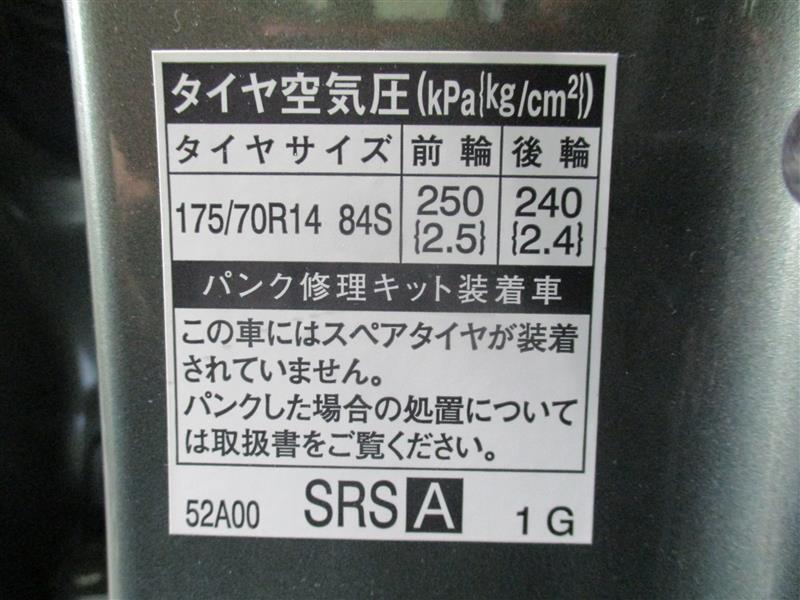 タイヤ空気圧(kPa{kg/cm²})
タイヤサイズ 前輪 後輪
175/70R14 84S 250 {2.5} 240 {2.4}
パンク修理キット装着車
この車にはスペアタイヤが装着
されていません。
パンクした場合の処置について
は取扱書をご覧ください。
52A00 SRS A 1G